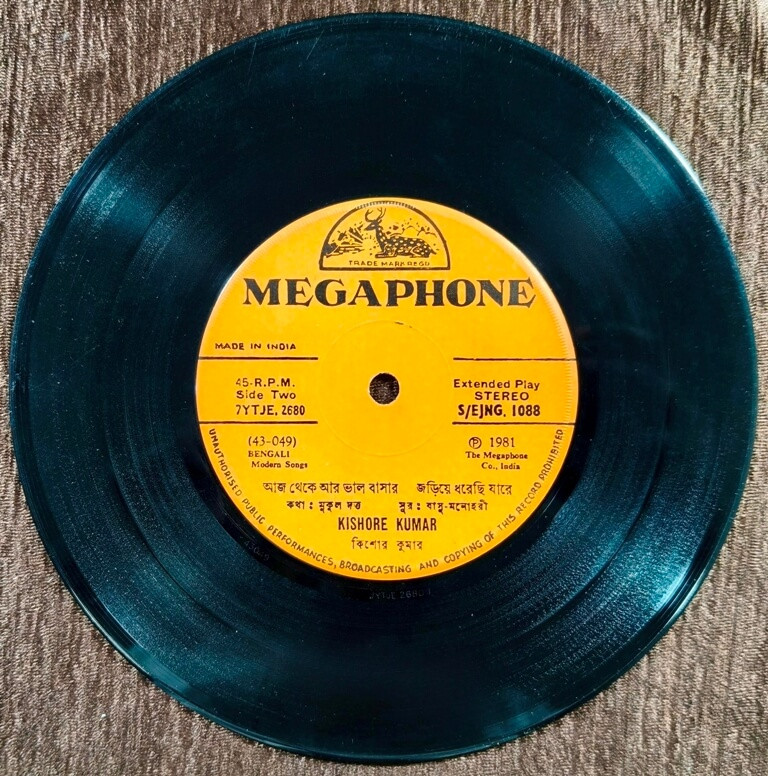 TRADE MARK REGD
MEGAPHONE
MADE IN INDIA
45-R.P.M.
Side Two
7YTJE, 2680
Extended Play
STEREO
S/EJNG. 1088
(43-049)
BENGALI
Modern Songs
Ⓟ 1981
The Megaphone
Co., India
আজ থেকে আর ভাল বাসার জড়িয়ে ধরেছি যারে
কথা : মুকুল দত্ত সুর : বাসু-মনোহরী
KISHORE KUMAR
কিশোর কুমার
UNAUTHORISED PUBLIC PERFORMANCES, BROADCASTING AND COPYING OF THIS RECORD PROHIBITED